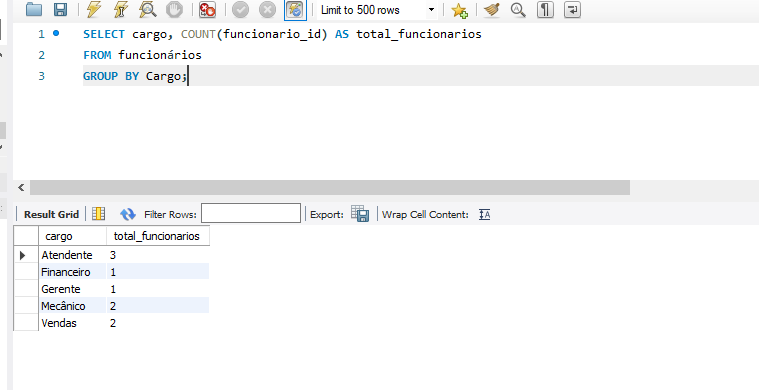 Limit to 500 rows
1 SELECT cargo, COUNT(funcionario_id) AS total_funcionarios
2 FROM funcionários
3 GROUP BY Cargo;
Result Grid Filter Rows: Export: Wrap Cell Content: IA
cargo total_funcionarios
Atendente 3
Financeiro 1
Gerente 1
Mecânico 2
Vendas 2